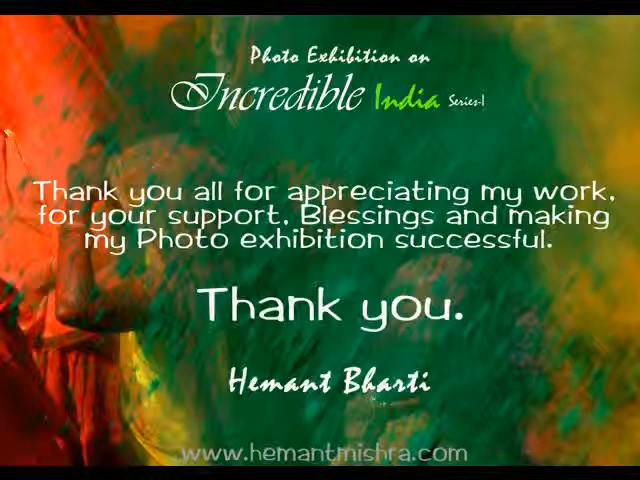 Photo Exhibition on
Incredible India Series-I
Thank you all for appreciating my work,
for your support, Blessings and making
my Photo exhibition successful.
Thank you.
Hemant Bharti
www.hemantmishra.com